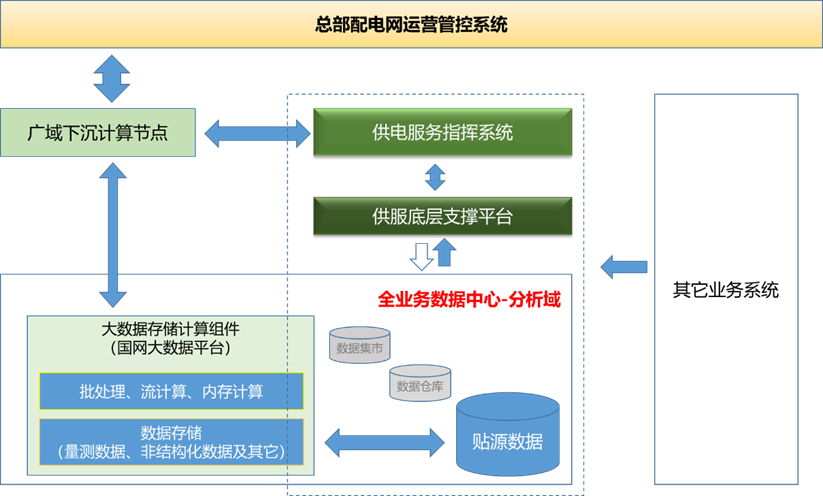 总部配电网运营管控系统
广域下沉计算节点
供电服务指挥系统
供服底层支撑平台
其它业务系统
全业务数据中心-分析域
大数据存储计算组件
（国网大数据平台）
数据集市
数据仓库
批处理、流计算、内存计算
数据存储
（量测数据、非结构化数据及其它）
贴源数据